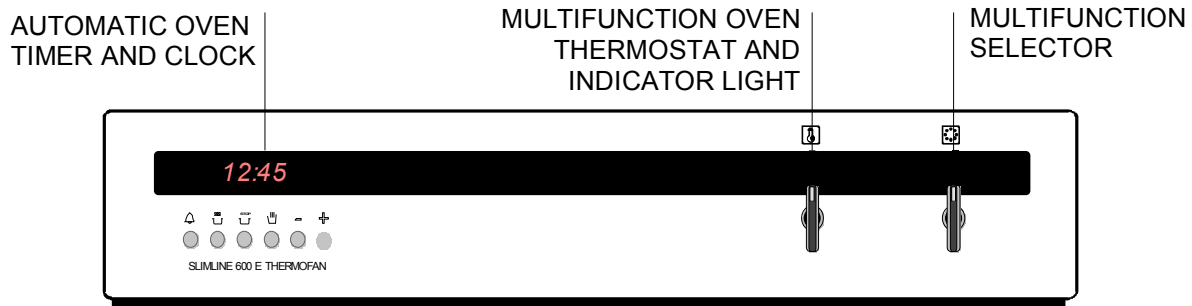 AUTOMATIC OVEN
TIMER AND CLOCK
MULTIFUNCTION OVEN
THERMOSTAT AND
INDICATOR LIGHT
MULTIFUNCTION
SELECTOR
12:45
SLIMLINE 600 E THERMOFAN